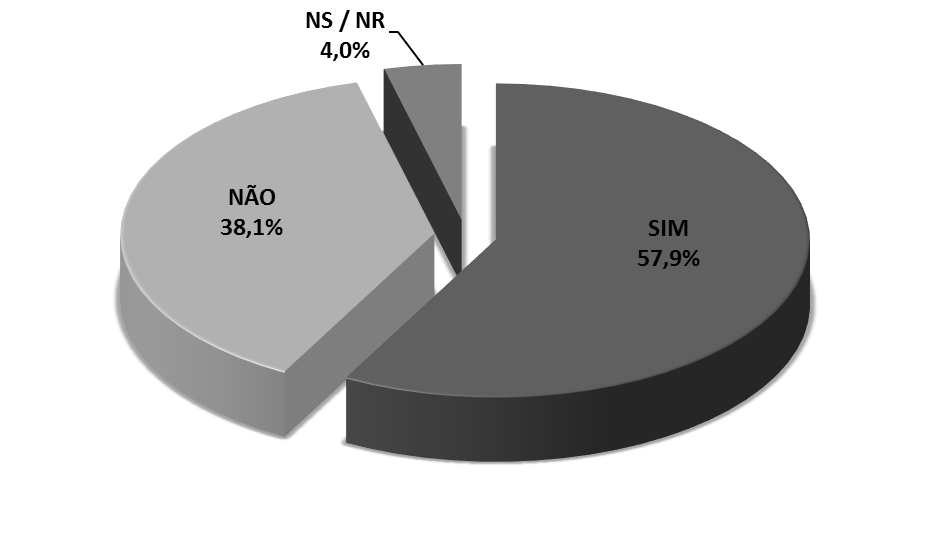 NS / NR
4,0%
NÃO
38,1%
SIM
57,9%